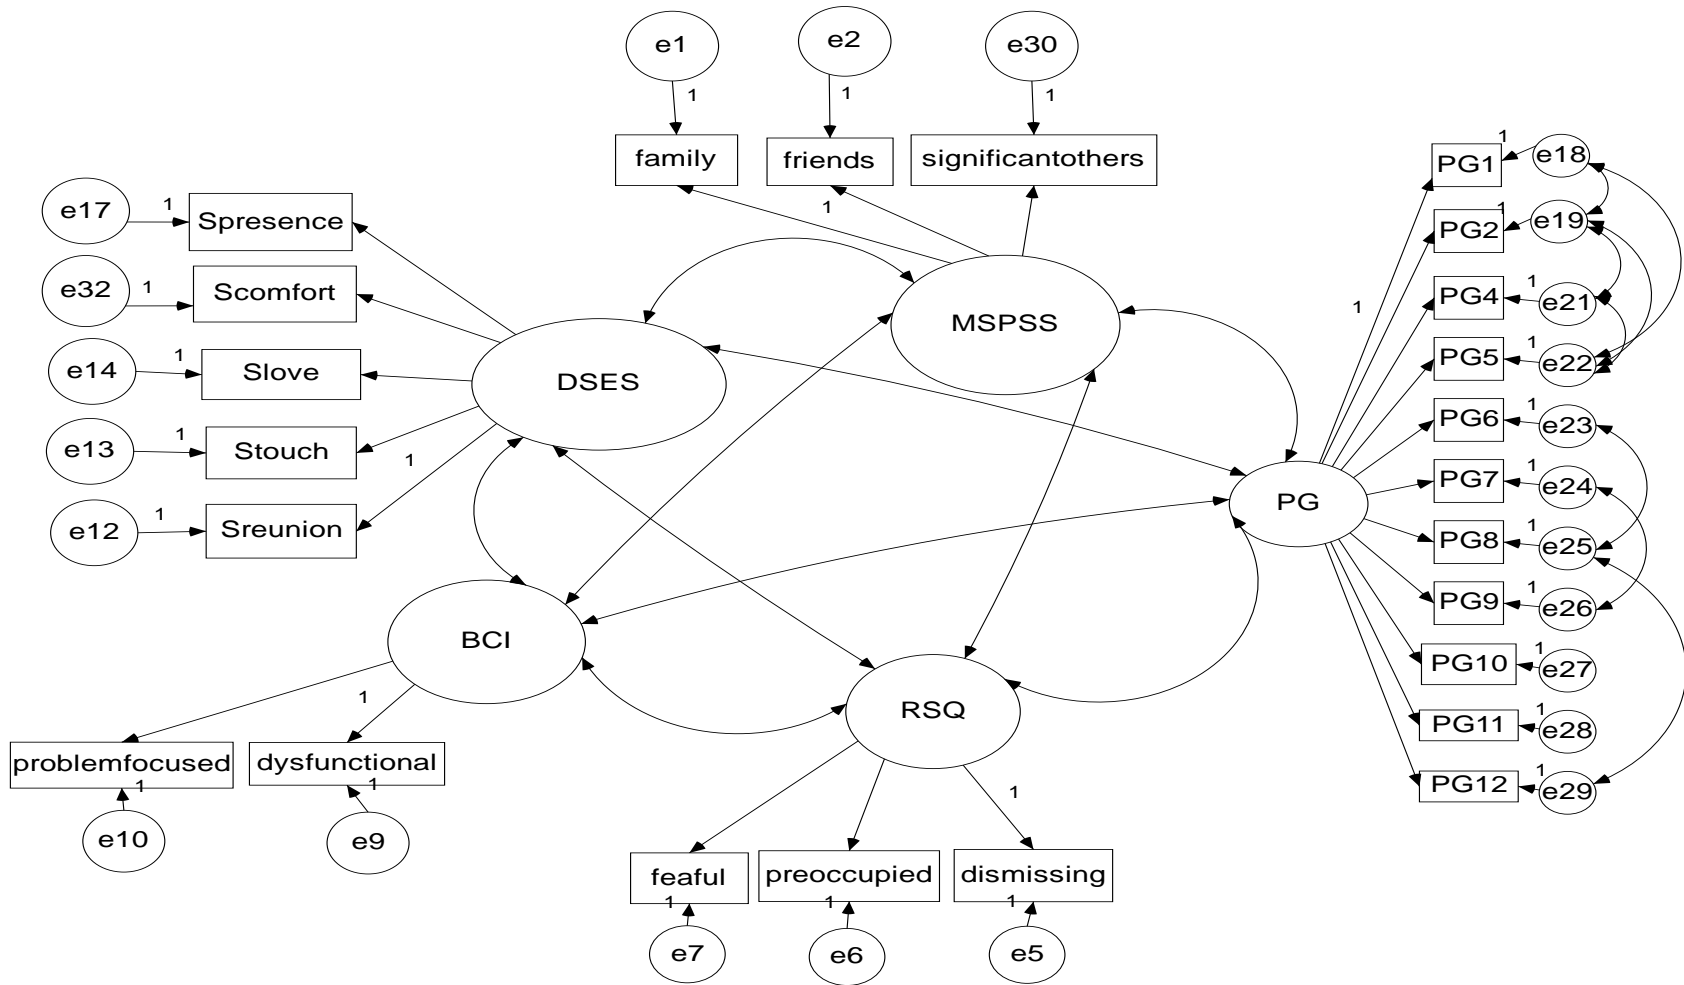 e1
e2
e30
1
1
1
family
friends
significantothers
1
e17
1
Spresence
e32
1
Scomfort
e14
1
Slove
e13
1
Stouch
1
e12
1
Sreunion
DSES
MSPSS
PG
BCI
RSQ
1
PG1
1
e18
PG2
1
e19
PG4
1
e21
PG5
1
e22
PG6
1
e23
PG7
1
e24
PG8
1
e25
PG9
1
e26
PG10
1
e27
PG11
1
e28
PG12
1
e29
1
problemfocused
dysfunctional
1
1
e10
e9
1
feaful
preoccupied
dismissing
1
1
1
e7
e6
e5